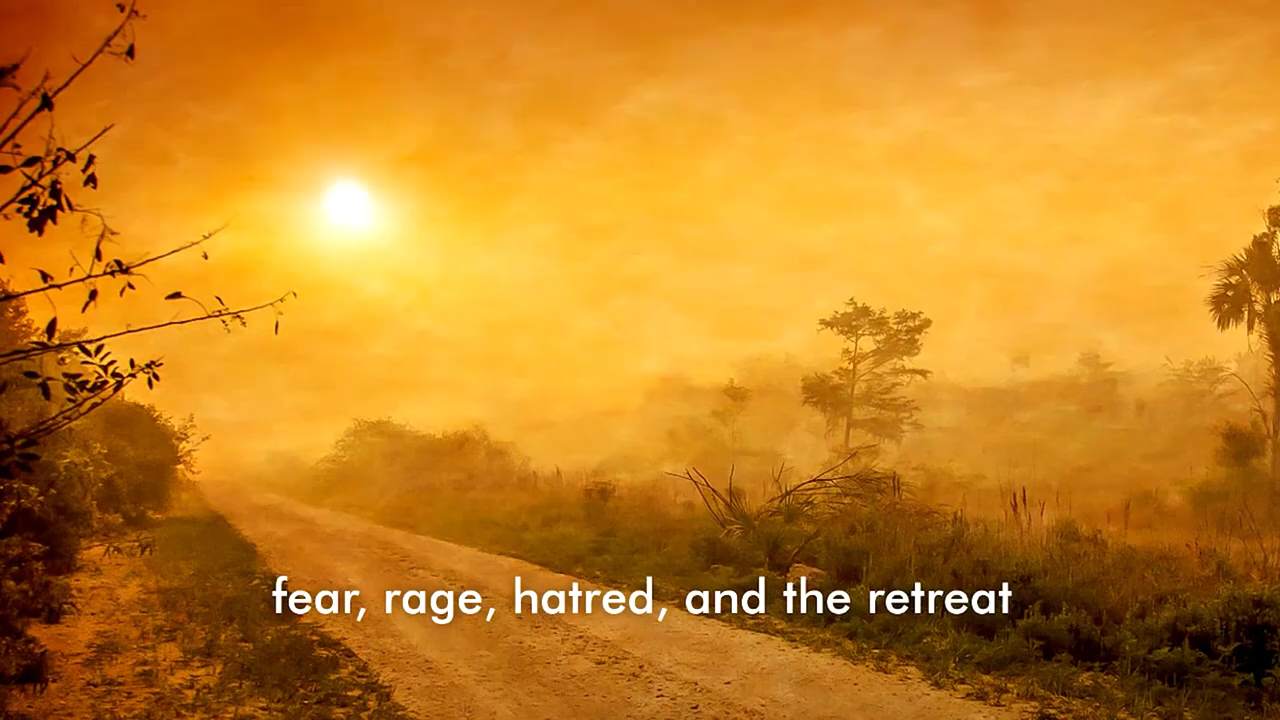 fear, rage, hatred, and the retreat